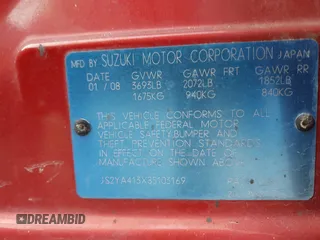 MFD BY SUZUKI MOTOR CORPORATION JAPAN
DATE GVWR GAWR FRT GAWR RR
01 / 08 3693LB 2072LB 1852LB
1675KG 940KG 840KG
THIS VEHICLE CONFORMS TO ALL
APPLICABLE FEDERAL MOTOR
VEHICLE SAFETY, BUMPER, AND
THEFT PREVENTION STANDARDS
IN EFFECT ON THE DATE OF
MANUFACTURE SHOWN ABOVE.
AUTOBIDMASTER